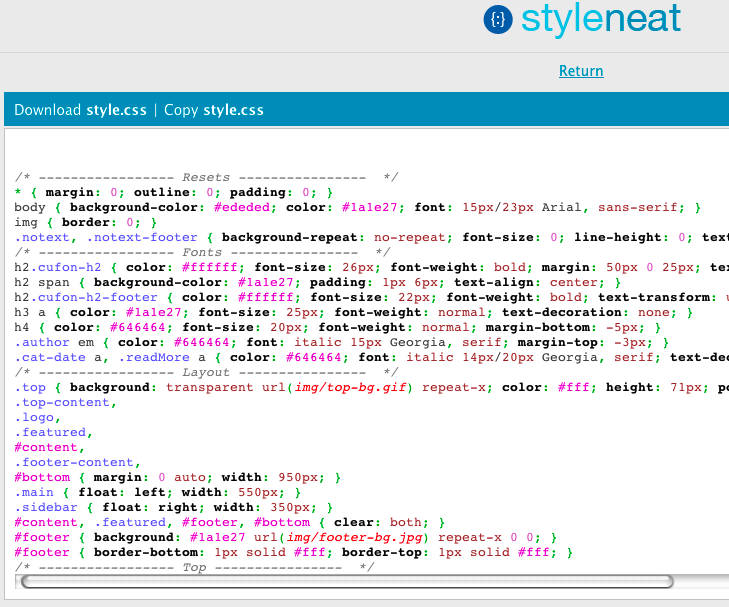 {;} styleneat
Return
Download style.css | Copy style.css
/* ----------------- Resets ---------------- */
* { margin: 0; outline: 0; padding: 0; }
body { background-color: #ededed; color: #1a1e27; font: 15px/23px Arial, sans-serif; }
img { border: 0; }
.notext, .notext-footer { background-repeat: no-repeat; font-size: 0; line-height: 0; text
/* ----------------- Fonts ---------------- */
h2.cufon-h2 { color: #ffffff; font-size: 26px; font-weight: bold; margin: 50px 0 25px; te
h2 span { background-color: #1a1e27; padding: 1px 6px; text-align: center; }
h2.cufon-h2-footer { color: #ffffff; font-size: 22px; font-weight: bold; text-transform: u
h3 a { color: #1a1e27; font-size: 25px; font-weight: normal; text-decoration: none; }
h4 { color: #646464; font-size: 20px; font-weight: normal; margin-bottom: -5px; }
.author em { color: #646464; font: italic 15px Georgia, serif; margin-top: -3px; }
.cat-date a, .readMore a { color: #646464; font: italic 14px/20px Georgia, serif; text-dec
/* ----------------- Layout ---------------- */
.top { background: transparent url(img/top-bg.gif) repeat-x; color: #fff; height: 71px; po
.top-content,
.logo,
.featured,
#content,
.footer-content,
#bottom { margin: 0 auto; width: 950px; }
.main { float: left; width: 550px; }
.sidebar { float: right; width: 350px; }
#content, .featured, #footer, #bottom { clear: both; }
#footer { background: #1a1e27 url(img/footer-bg.jpg) repeat-x 0 0; }
#footer { border-bottom: 1px solid #fff; border-top: 1px solid #fff; }
/* ----------------- Top ---------------- */